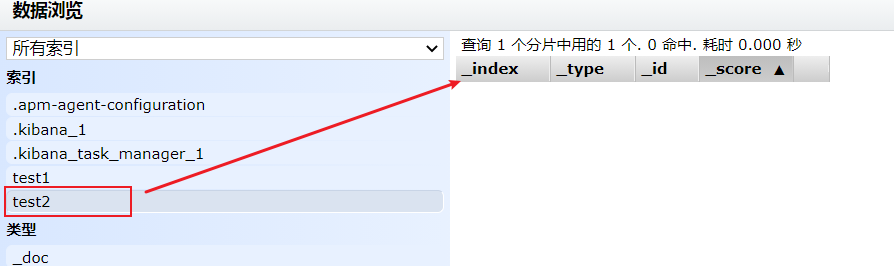 数据浏览
所有索引
索引
.apm-agent-configuration
.kibana_1
.kibana_task_manager_1
test1
test2
类型
_doc
查询 1 个分片中用的 1 个. 0 命中. 耗时 0.000 秒
_index _type _id _score ▲